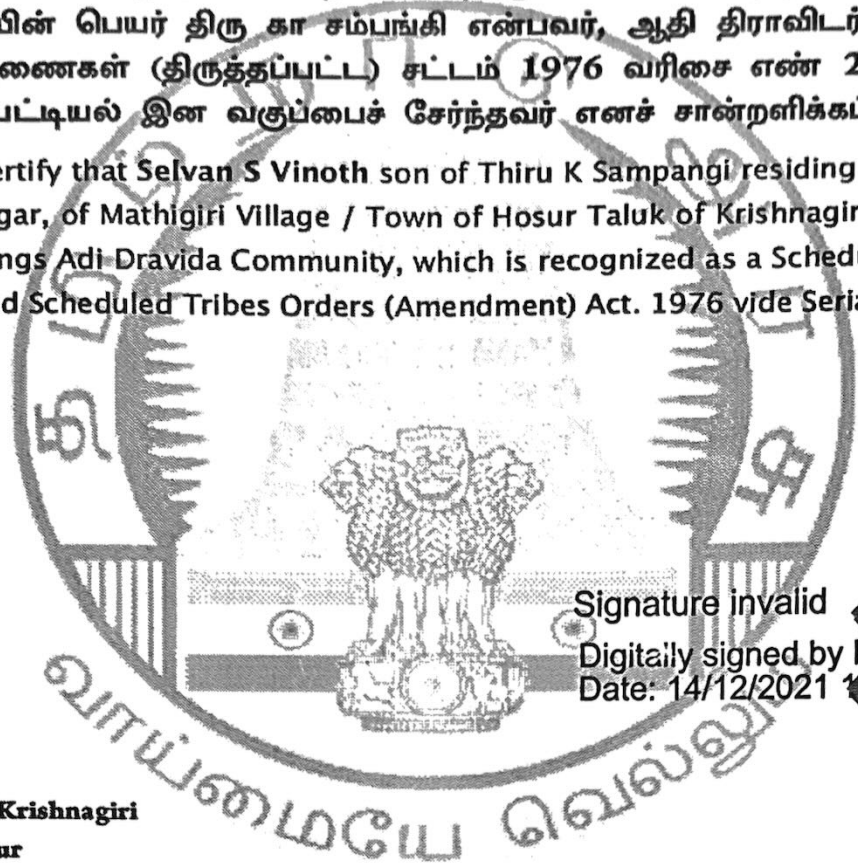 யின் பெயர் திரு கா சம்பங்கி என்பவர், ஆதி திராவிடர்
ணைகள் (திருத்தப்பட்ட) சட்டம் 1976 வரிசை எண் 2
பட்டியல் இன வகுப்பைச் சேர்ந்தவர் எனச் சான்றளிக்கப்
ertify that Selvan S Vinoth son of Thiru K Sampangi residing
gar, of Mathigiri Village / Town of Hosur Taluk of Krishnagir
ngs Adi Dravida Community, which is recognized as a Schedu
d Scheduled Tribes Orders (Amendment) Act. 1976 vide Seria
Signature invalid
Digitally signed by
Date: 14/12/2021
வாய்மையே வெல்லும்
Krishnagiri
ur